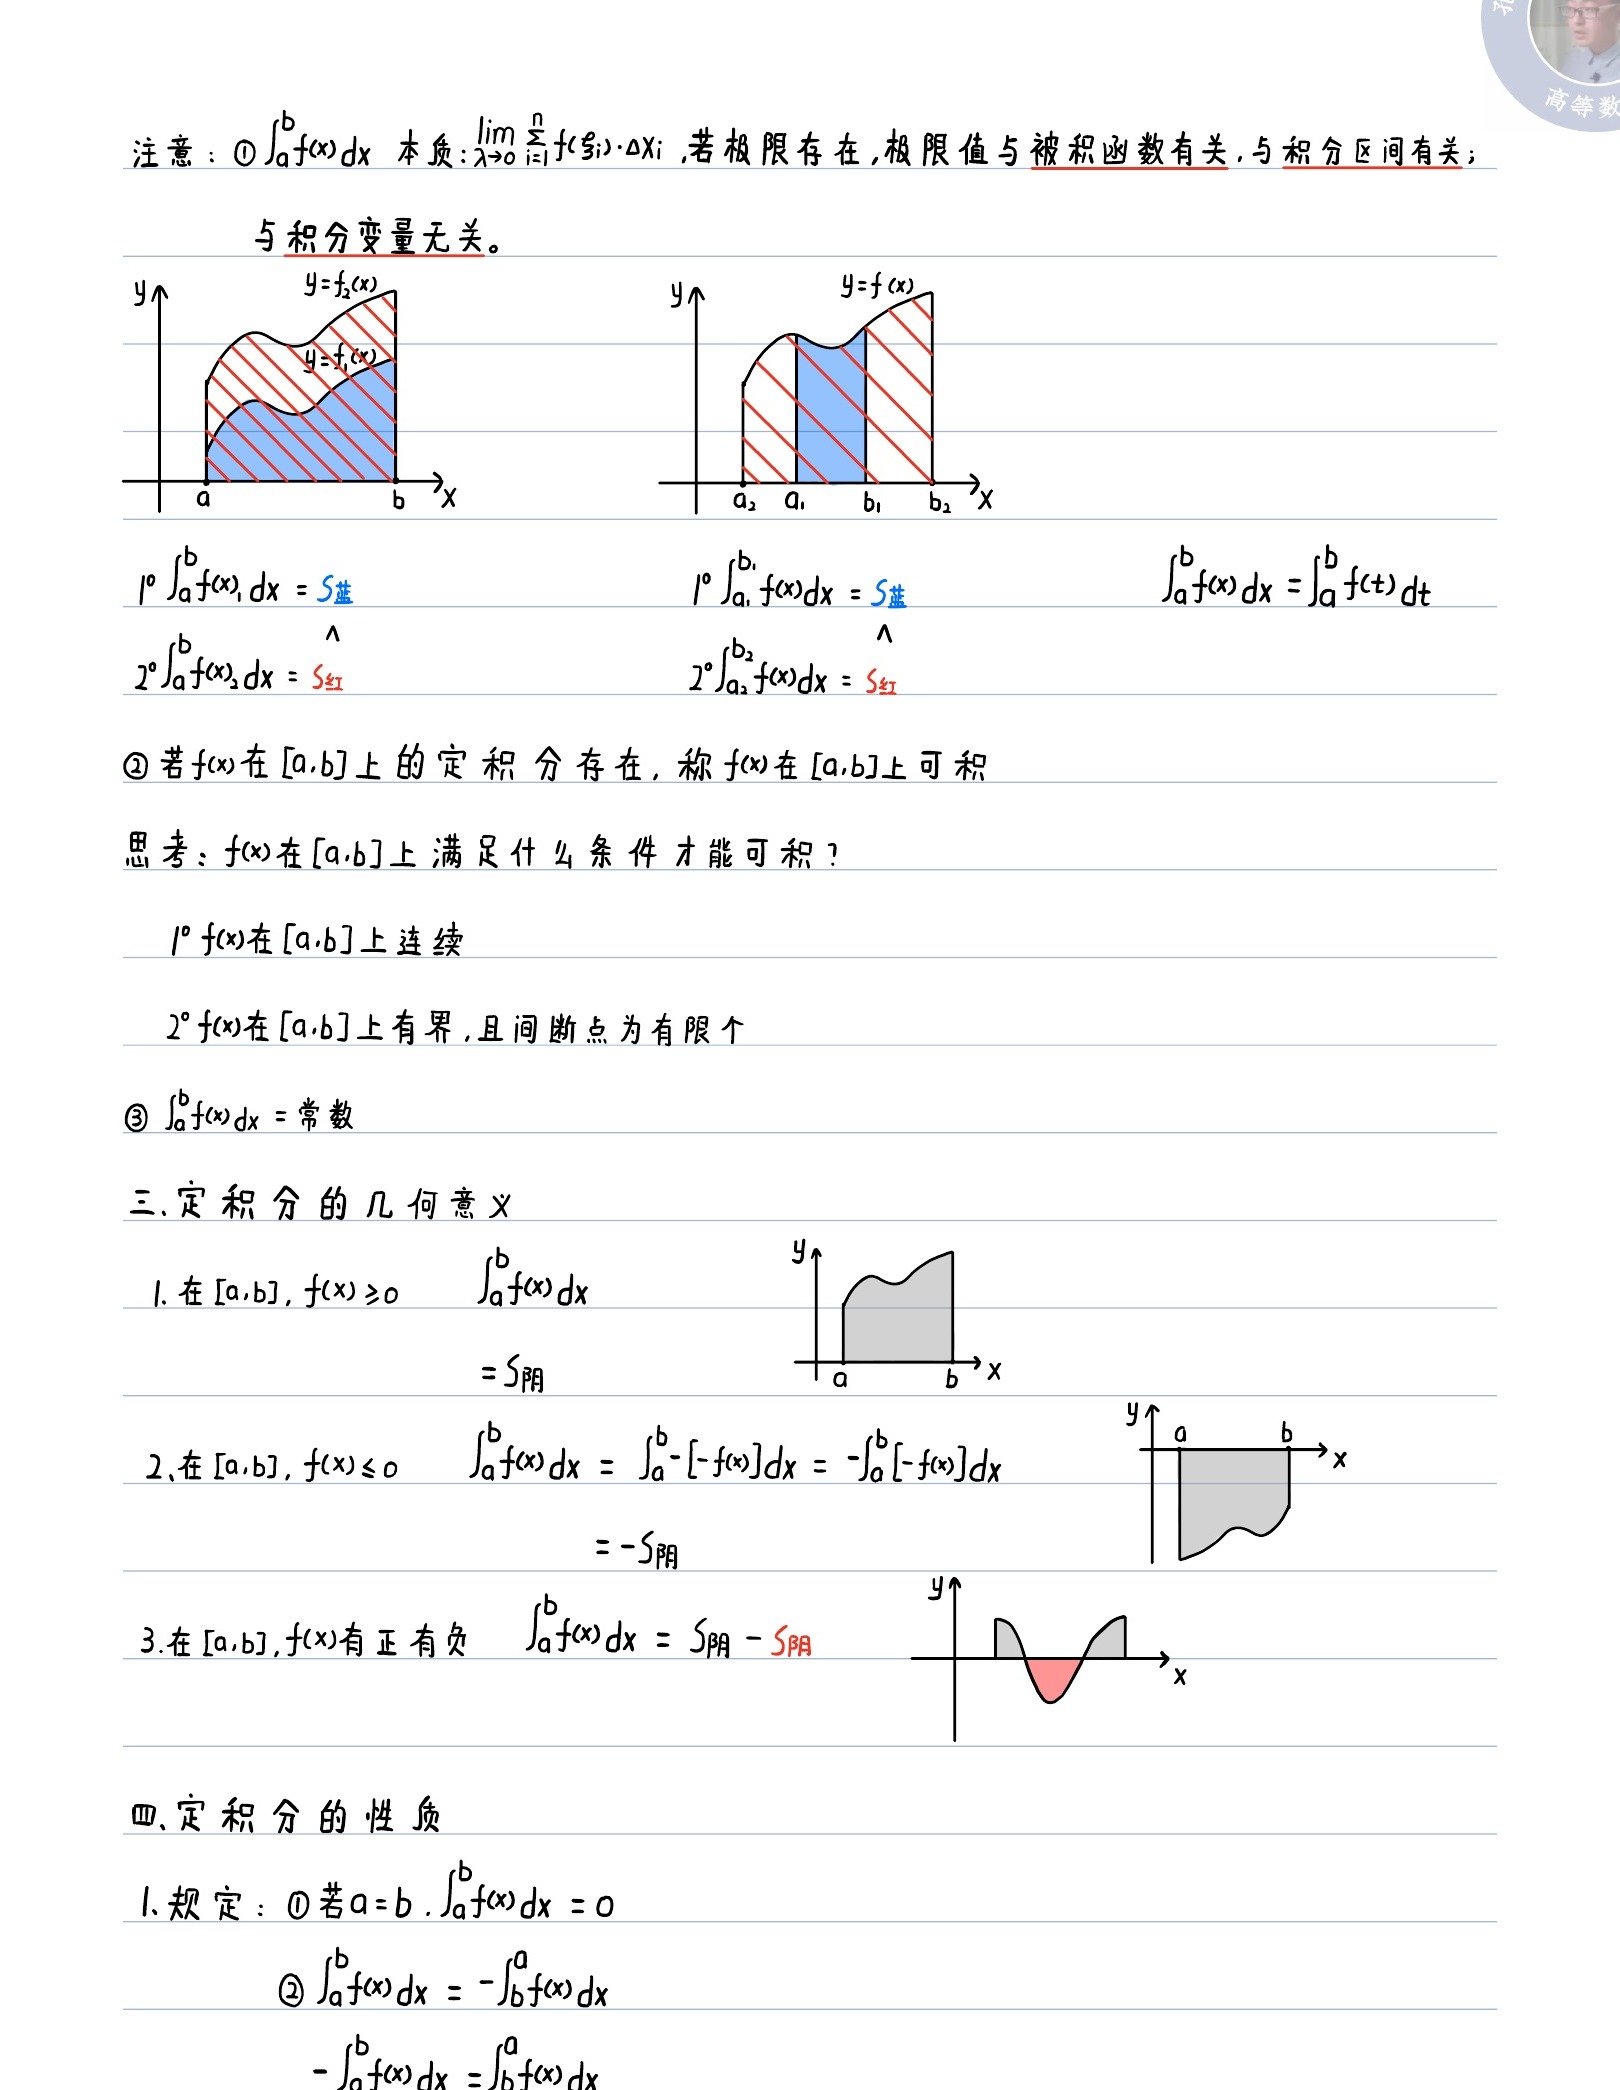 高等数
注意：① ∫ₐᵇf(x)dx 本质：lim λ→0 Σ i=1 n f(ξi)·ΔXi，若极限存在，极限值与被积函数有关，与积分区间有关；
与积分变量无关。
y y=f₂(x) y=f₁(x) a b x
y y=f(x) a₂ a₁ b₁ b₂ x
1° ∫ₐᵇf(x)₁dx = S蓝 1° ∫a₁ b₁ f(x)dx = S蓝 ∫ₐᵇf(x)dx = ∫ₐᵇf(t)dt
∧ ∧
2° ∫ₐᵇf(x)₂dx = S红 2° ∫a₂ b₂ f(x)dx = S红
② 若f(x)在[a,b]上的定积分存在，称f(x)在[a,b]上可积
思考：f(x)在[a,b]上满足什么条件才能可积？
1° f(x)在[a,b]上连续
2° f(x)在[a,b]上有界，且间断点为有限个
③ ∫ₐᵇf(x)dx = 常数
三、定积分的几何意义
1. 在[a,b]，f(x)≥0 ∫ₐᵇf(x)dx y a b x
= S阴
2、在[a,b]，f(x)≤0 ∫ₐᵇf(x)dx = ∫ₐᵇ-[-f(x)]dx = -∫ₐᵇ[-f(x)]dx y a b x
= -S阴
3.在[a,b]，f(x)有正有负 ∫ₐᵇf(x)dx = S阴 - S阴 y x
四、定积分的性质
1、规定：①若a=b，∫ₐᵇf(x)dx = 0
② ∫ₐᵇf(x)dx = -∫b a f(x)dx
-∫ₐᵇf(x)dx = ∫b a f(x)dx